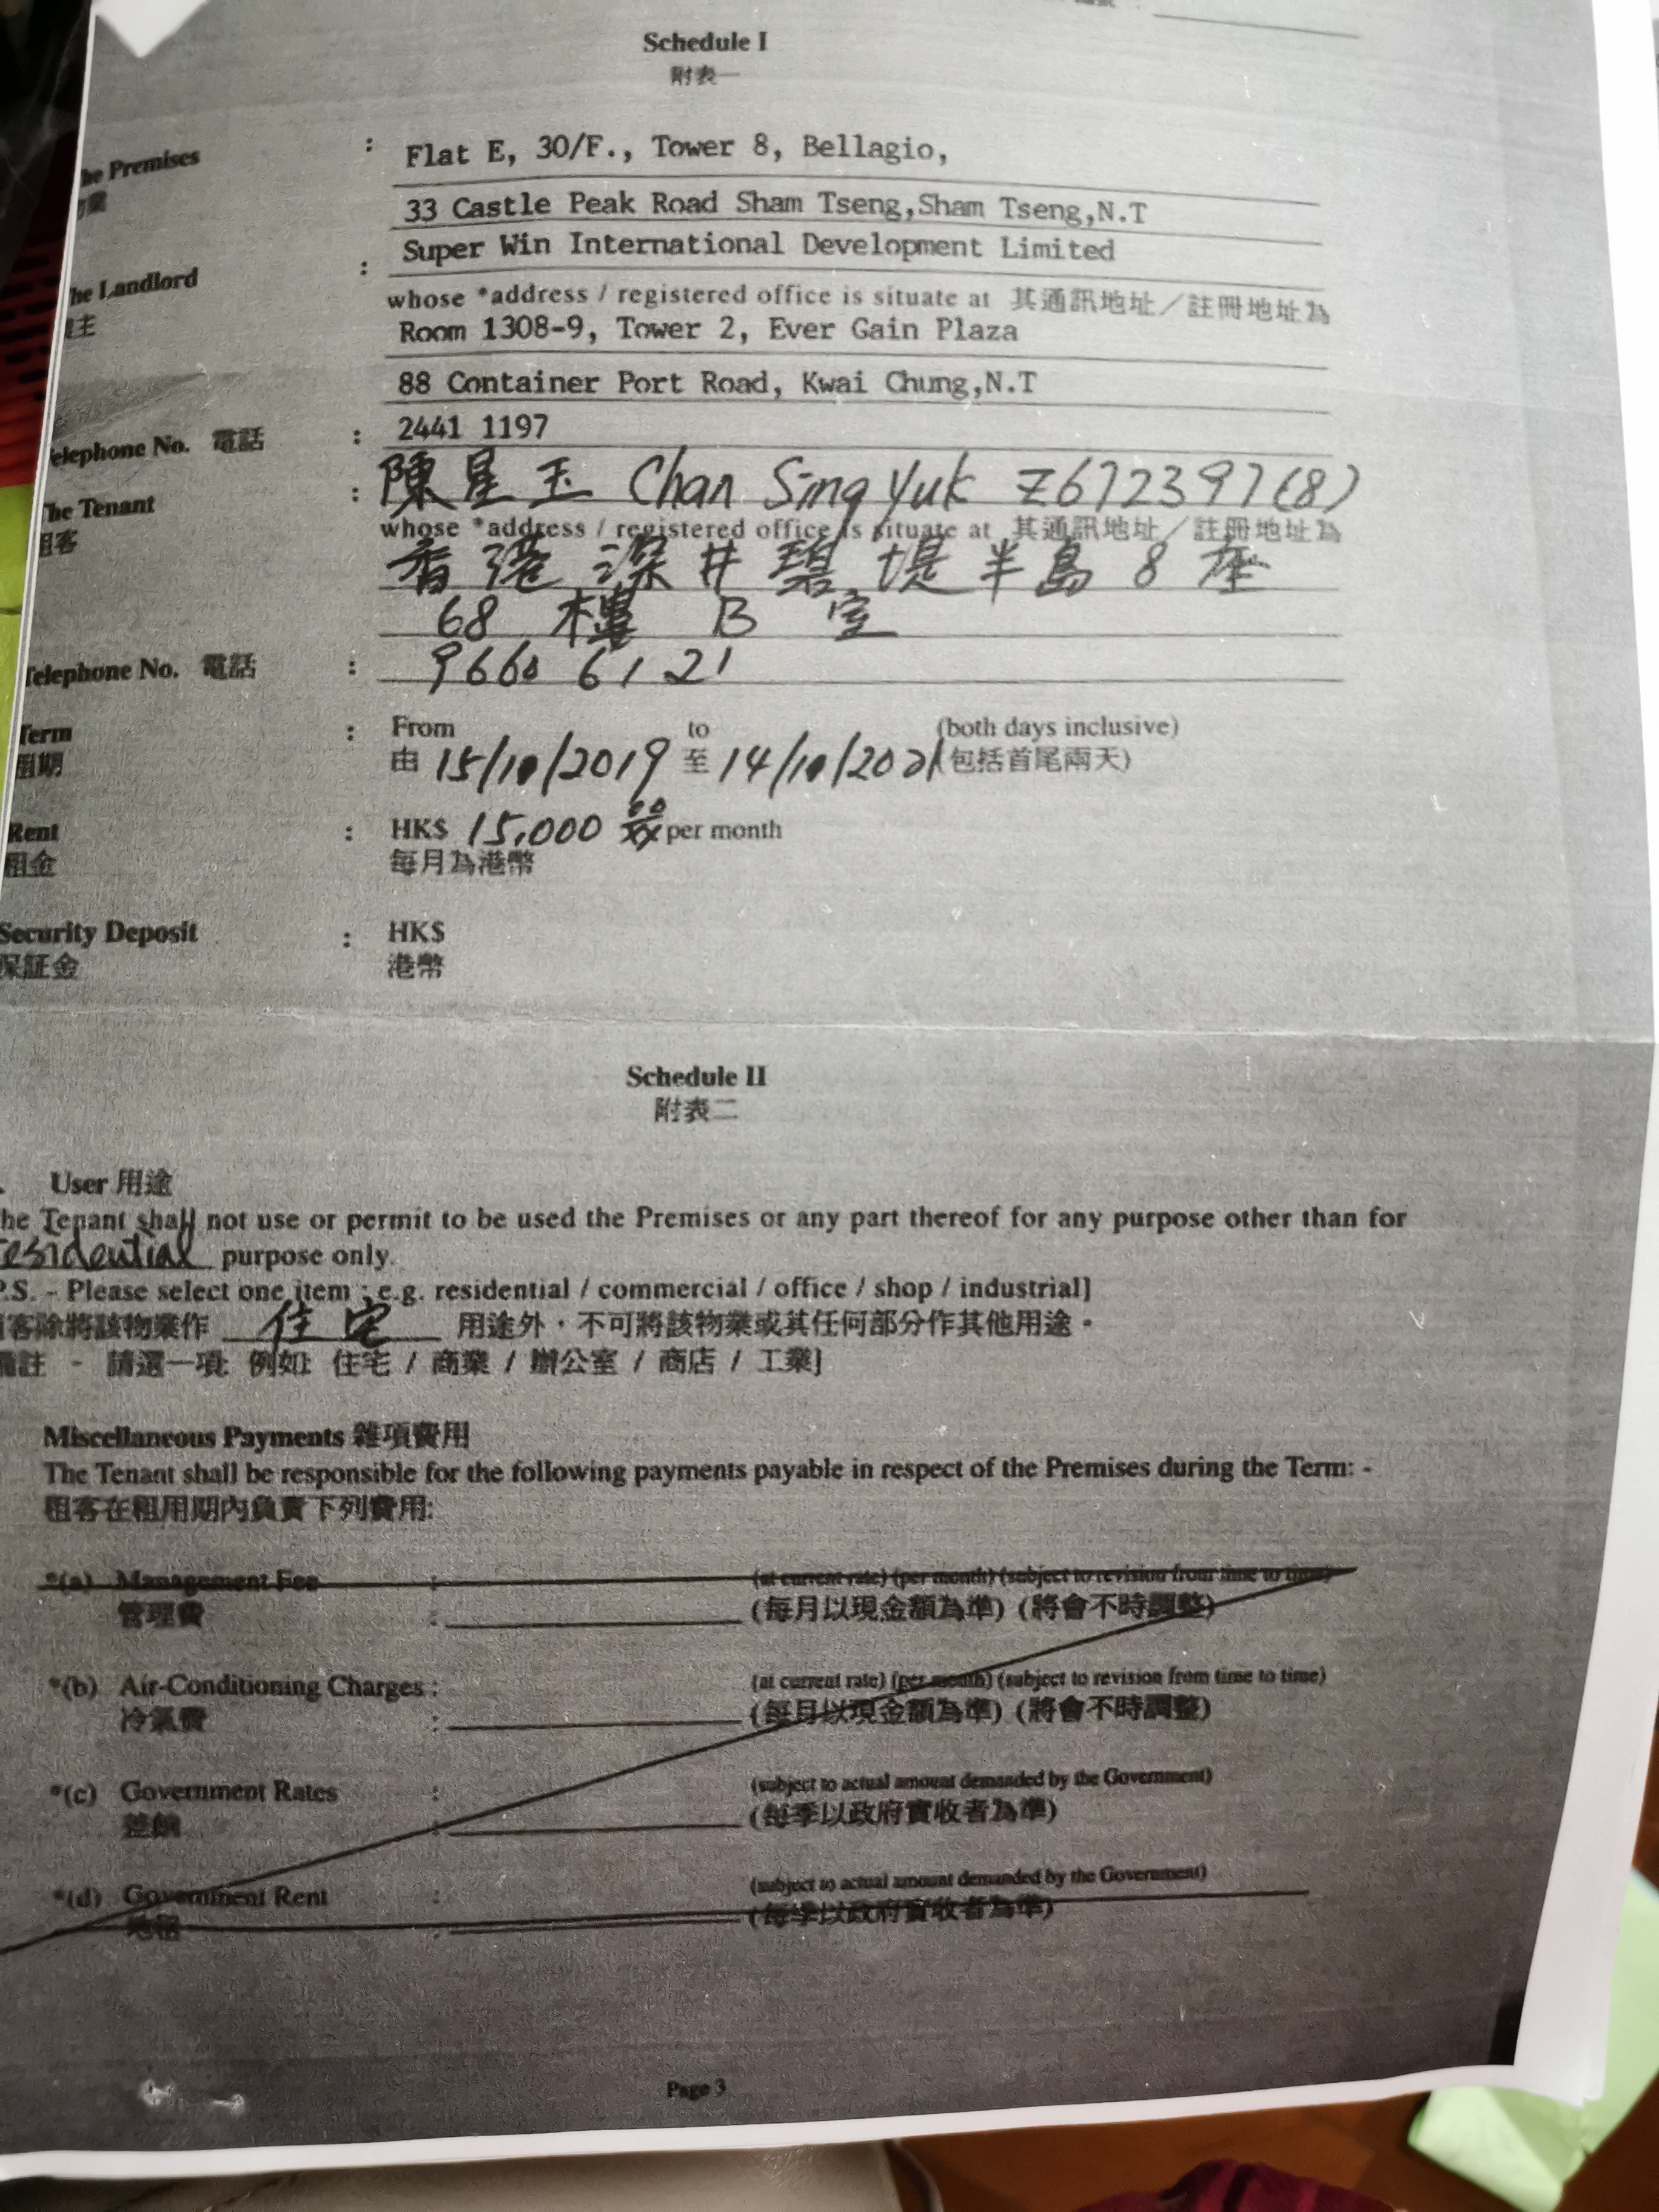 Schedule I
附表一
he Premises : Flat E, 30/F., Tower 8, Bellagio,
業
33 Castle Peak Road Sham Tseng,Sham Tseng,N.T
he Landlord : Super Win International Development Limited
主
whose *address / registered office is situate at 其通訊地址／註冊地址為
Room 1308-9, Tower 2, Ever Gain Plaza
88 Container Port Road, Kwai Chung,N.T
elephone No. 電話 : 2441 1197
The Tenant : 陳星玉 Chan Sing Yuk Z672397(8)
租客
whose *address / registered office is situate at 其通訊地址／註冊地址為
香港深井碧堤半島8座
68樓B室
Telephone No. 電話 : 9660 6121
Term : From to (both days inclusive)
租期 由 15/10/2019 至 14/10/2021 (包括首尾兩天)
Rent : HK$ 15,000 per month
租金 每月為港幣
Security Deposit : HK$
保証金 港幣
Schedule II
附表二
. User 用途
he Tenant shall not use or permit to be used the Premises or any part thereof for any purpose other than for
residential purpose only.
P.S. - Please select one item ; e.g. residential / commercial / office / shop / industrial]
客除將該物業作 住宅 用途外，不可將該物業或其任何部分作其他用途。
備註 - 請選一項: 例如: 住宅 / 商業 / 辦公室 / 商店 / 工業]
Miscellaneous Payments 雜項費用
The Tenant shall be responsible for the following payments payable in respect of the Premises during the Term: -
租客在租用期內負責下列費用:
*(a) Management Fee : (at current rate) (per month) (subject to revision from time to time)
管理費 : (每月以現金額為準) (將會不時調整)
*(b) Air-Conditioning Charges : (at current rate) (per month) (subject to revision from time to time)
冷氣費 : (每月以現金額為準) (將會不時調整)
*(c) Government Rates : (subject to actual amount demanded by the Government)
差餉 : (每季以政府實收者為準)
*(d) Government Rent : (subject to actual amount demanded by the Government)
地租 : (每季以政府實收者為準)
Page 3